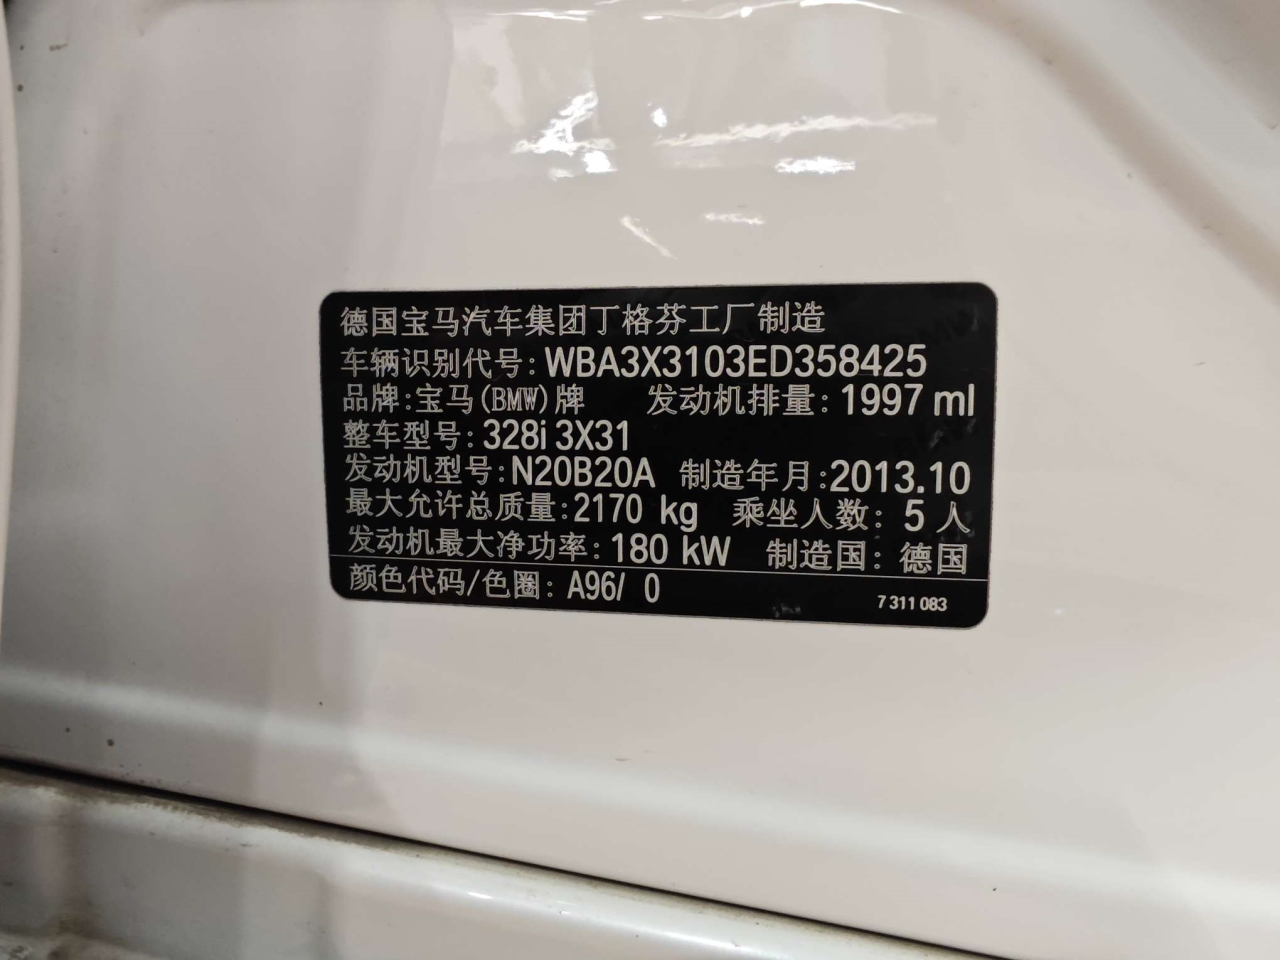 德国宝马汽车集团丁格芬工厂制造
车辆识别代号: WBA3X3103ED358425
品牌:宝马(BMW)牌 发动机排量: 1997 ml
整车型号: 328i 3X31
发动机型号: N20B20A 制造年月:2013.10
最大允许总质量:2170 kg 乘坐人数: 5 人
发动机最大净功率: 180 kW 制造国: 德国
颜色代码/色圈: A96/ 0
7 311 083